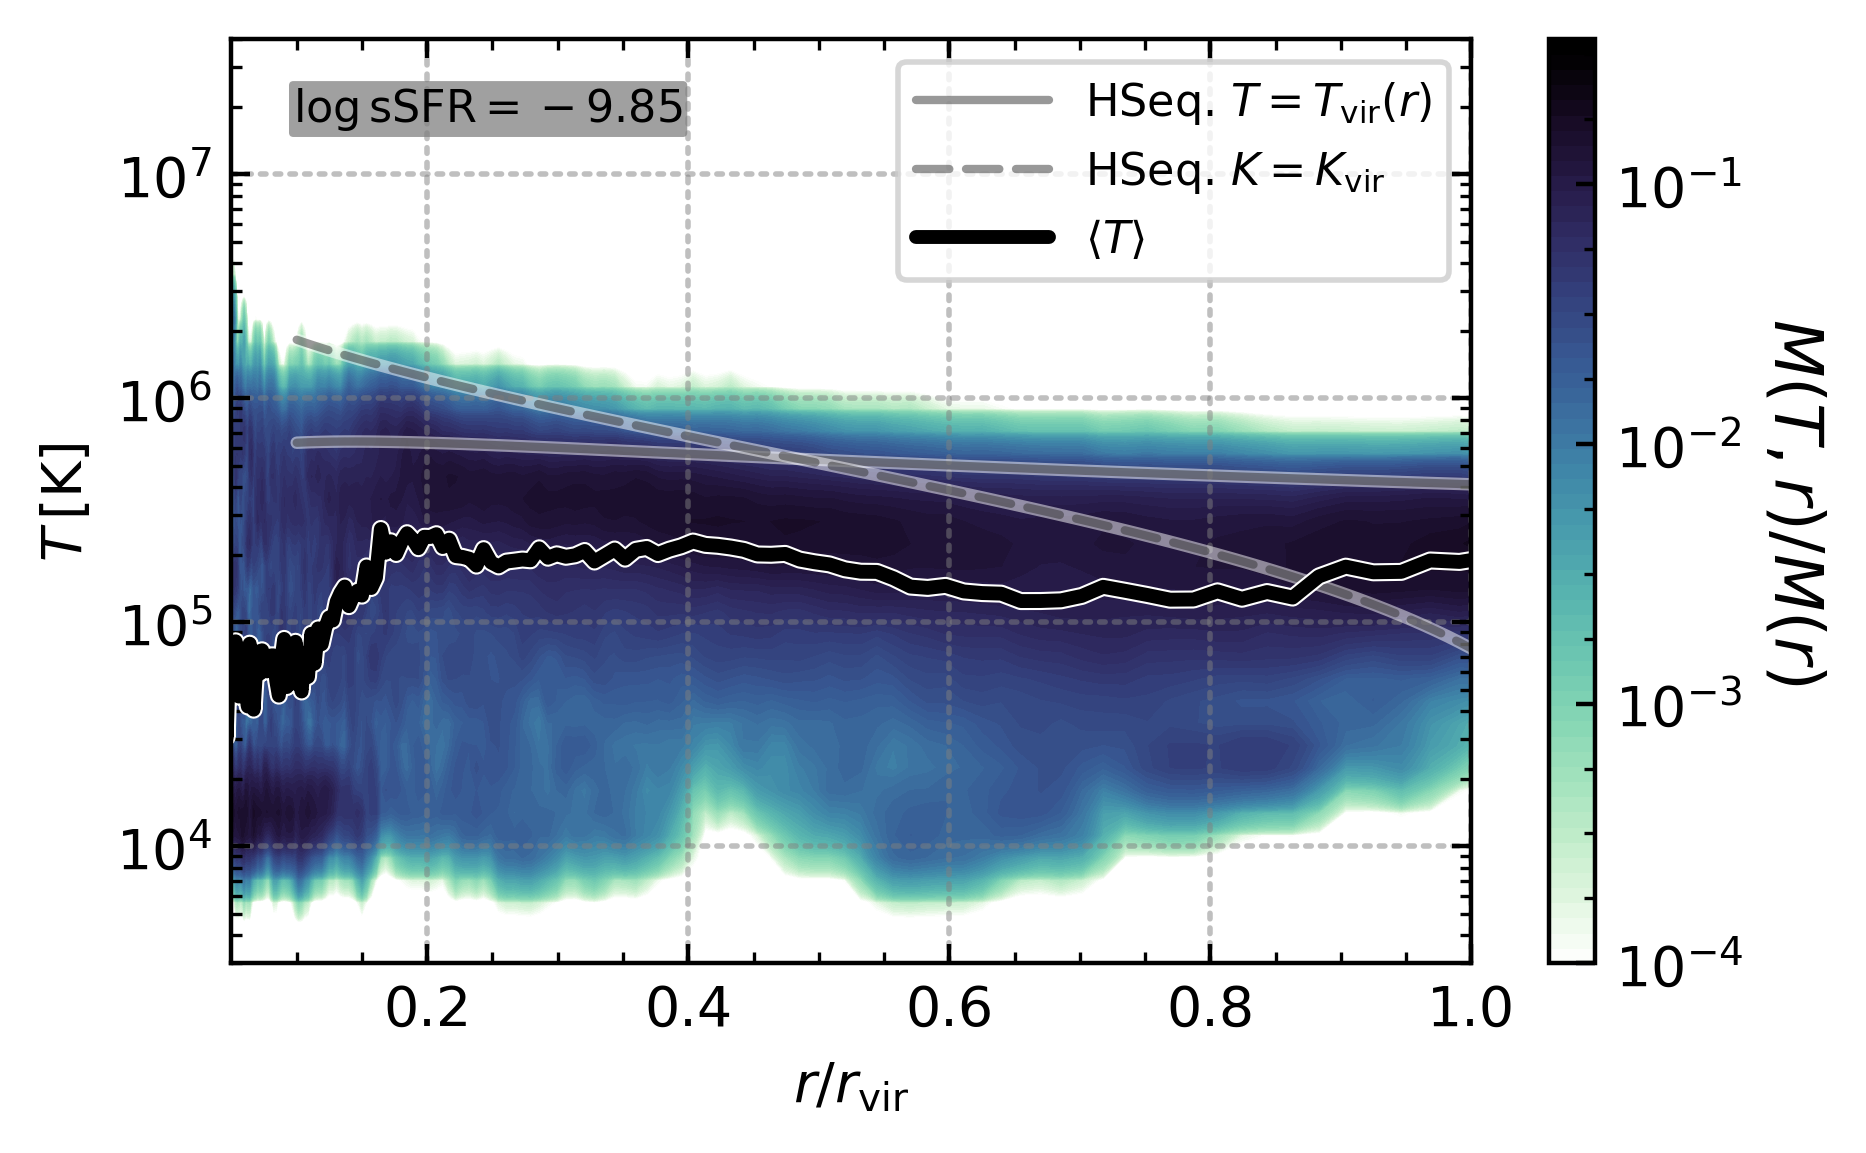 log sSFR = −9.85
HSeq. T = T_vir(r)
HSeq. K = K_vir
⟨T⟩
T [K]
10^7
10^6
10^5
10^4
0.2 0.4 0.6 0.8 1.0
r/r_vir
10^−1
10^−2
10^−3
10^−4
M(T, r)/M(r)